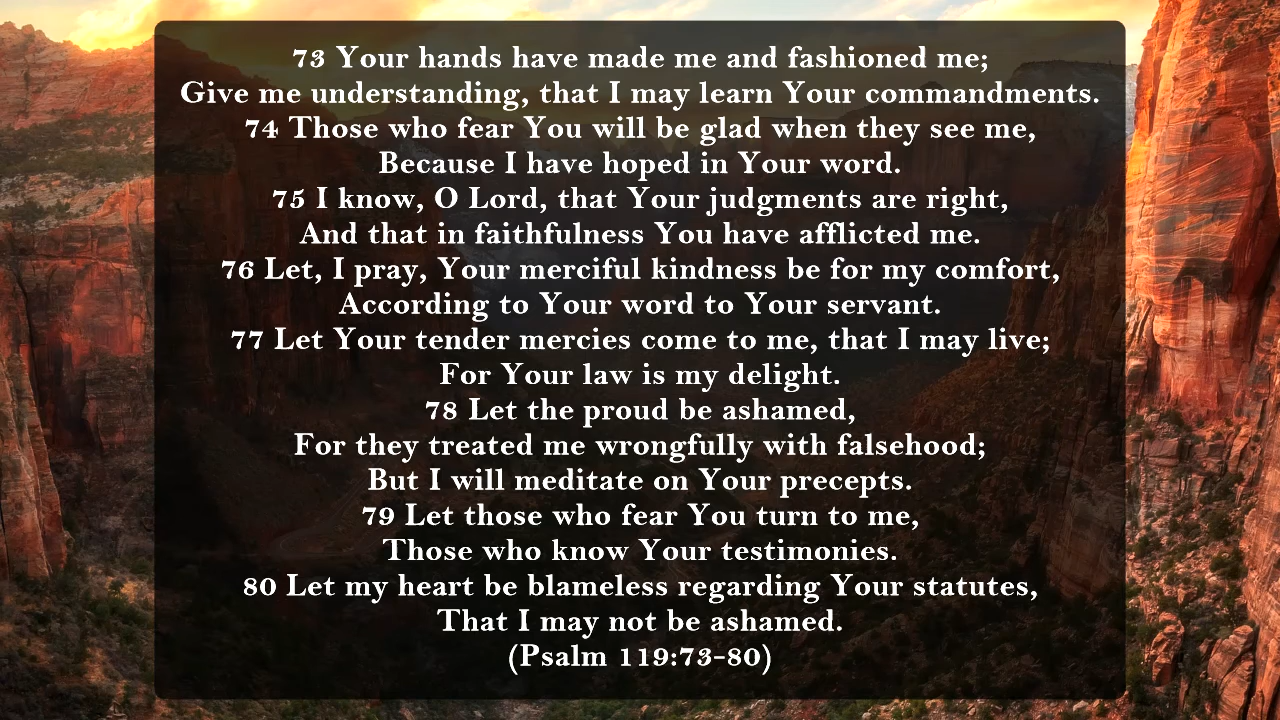 73 Your hands have made me and fashioned me;
Give me understanding, that I may learn Your commandments.
74 Those who fear You will be glad when they see me,
Because I have hoped in Your word.
75 I know, O Lord, that Your judgments are right,
And that in faithfulness You have afflicted me.
76 Let, I pray, Your merciful kindness be for my comfort,
According to Your word to Your servant.
77 Let Your tender mercies come to me, that I may live;
For Your law is my delight.
78 Let the proud be ashamed,
For they treated me wrongfully with falsehood;
But I will meditate on Your precepts.
79 Let those who fear You turn to me,
Those who know Your testimonies.
80 Let my heart be blameless regarding Your statutes,
That I may not be ashamed.
(Psalm 119:73-80)